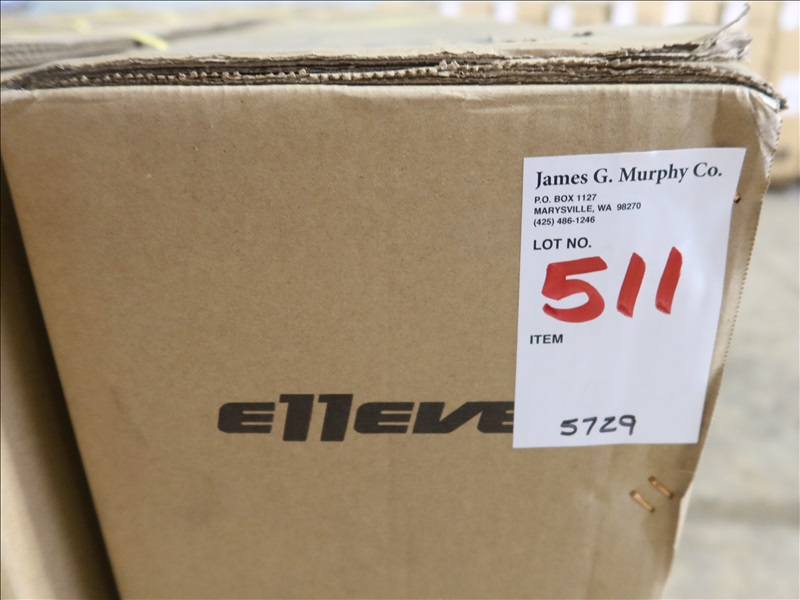 James G. Murphy Co.
P.O. BOX 1127
MARYSVILLE, WA 98270
(425) 486-1246
LOT NO.
511
ITEM
5729
e11eve